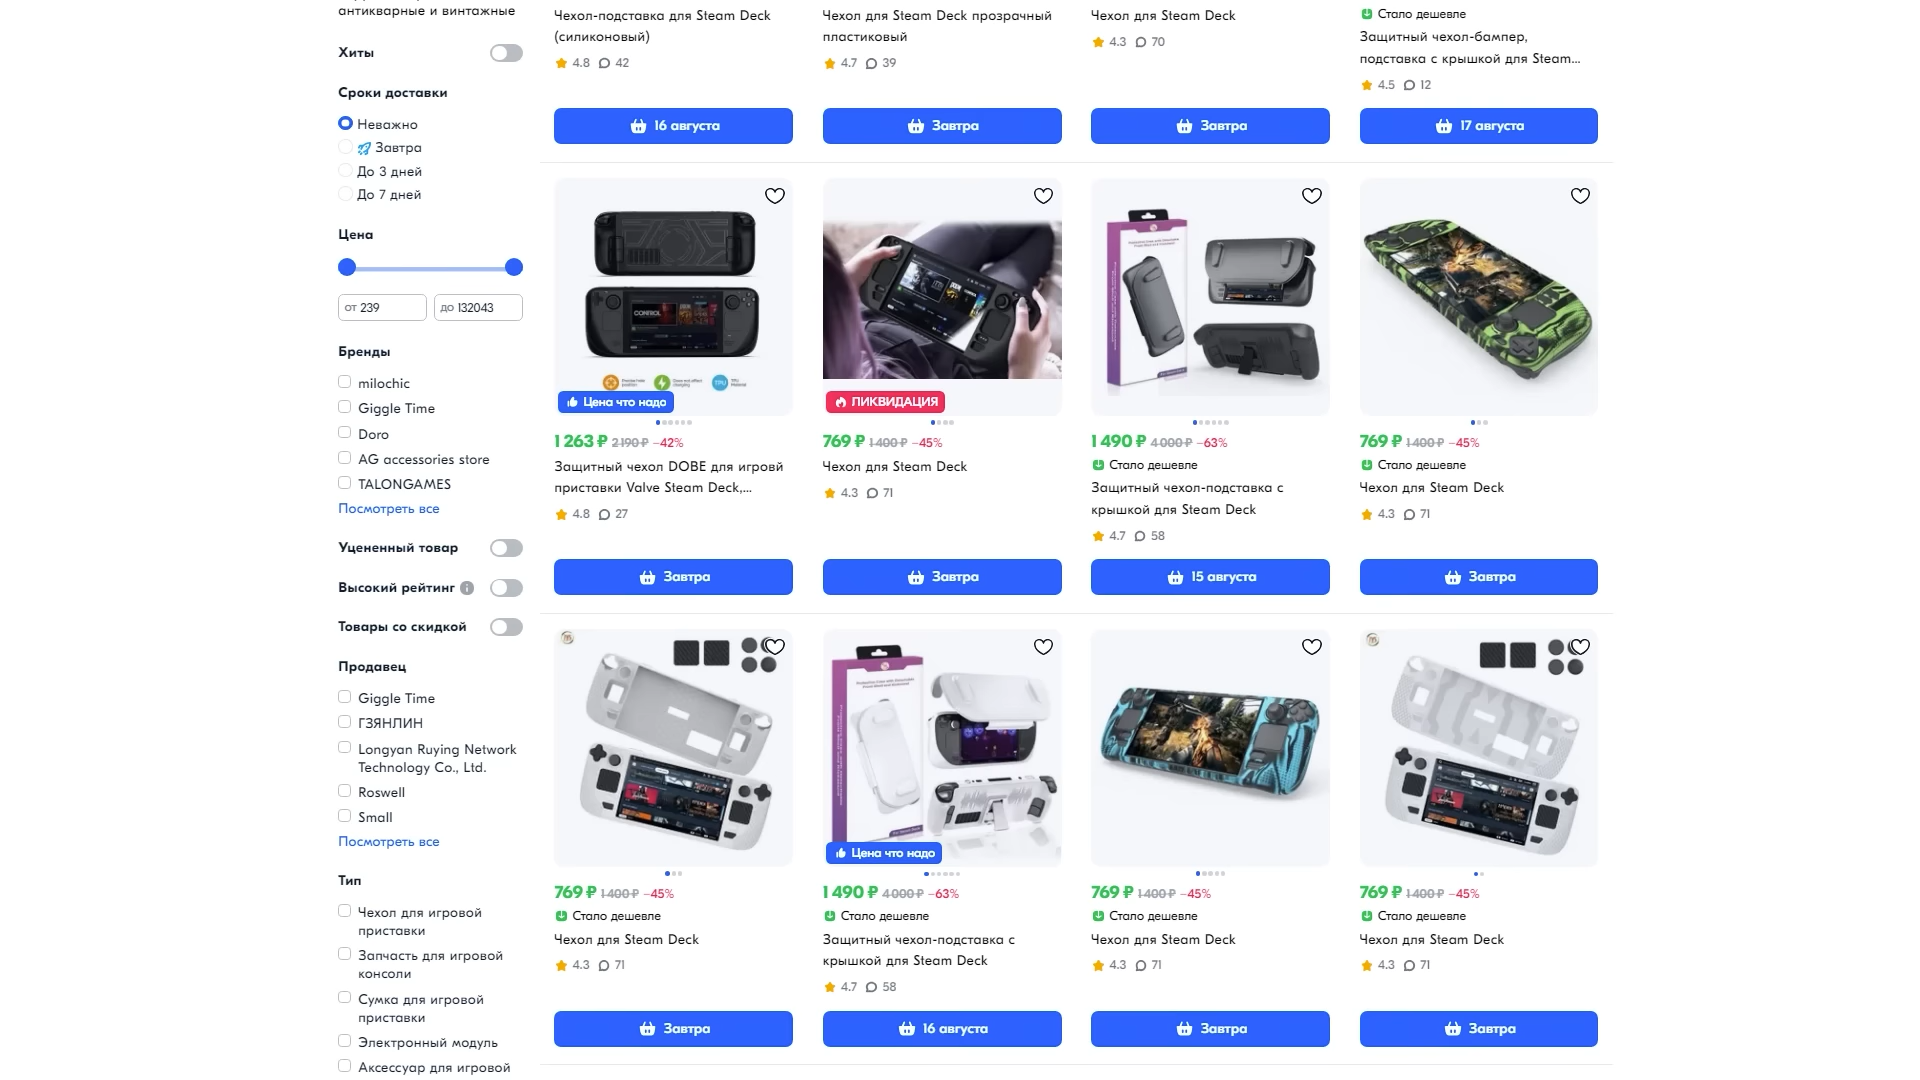 антикварные и винтажные
Хиты
Сроки доставки
Неважно
Завтра
До 3 дней
До 7 дней
Цена
от 239
до 132043
Бренды
milochic
Giggle Time
Doro
AG accessories store
TALONGAMES
Посмотреть все
Уцененный товар
Высокий рейтинг
Товары со скидкой
Продавец
Giggle Time
ГЗЯНЛИН
Longyan Ruying Network
Technology Co., Ltd.
Roswell
Small
Посмотреть все
Тип
Чехол для игровой
приставки
Запчасть для игровой
консоли
Сумка для игровой
приставки
Электронный модуль
Аксессуар для игровой
Чехол-подставка для Steam Deck
(силиконовый)
4.8 42
16 августа
Чехол для Steam Deck прозрачный
пластиковый
4.7 39
Завтра
Чехол для Steam Deck
4.3 70
Завтра
Стало дешевле
Защитный чехол-бампер,
подставка с крышкой для Steam...
4.5 12
17 августа
CONTROL
Цена что надо
1 263 ₽ 2 190 ₽ –42%
Защитный чехол DOBE для игровй
приставки Valve Steam Deck,...
4.8 27
Завтра
ЛИКВИДАЦИЯ
769 ₽ 1 400 ₽ –45%
Чехол для Steam Deck
4.3 71
Завтра
1 490 ₽ 4 000 ₽ –63%
Стало дешевле
Защитный чехол-подставка с
крышкой для Steam Deck
4.7 58
15 августа
769 ₽ 1 400 ₽ –45%
Стало дешевле
Чехол для Steam Deck
4.3 71
Завтра
769 ₽ 1 400 ₽ –45%
Стало дешевле
Чехол для Steam Deck
4.3 71
Завтра
Цена что надо
1 490 ₽ 4 000 ₽ –63%
Стало дешевле
Защитный чехол-подставка с
крышкой для Steam Deck
4.7 58
16 августа
769 ₽ 1 400 ₽ –45%
Стало дешевле
Чехол для Steam Deck
4.3 71
Завтра
769 ₽ 1 400 ₽ –45%
Стало дешевле
Чехол для Steam Deck
4.3 71
Завтра